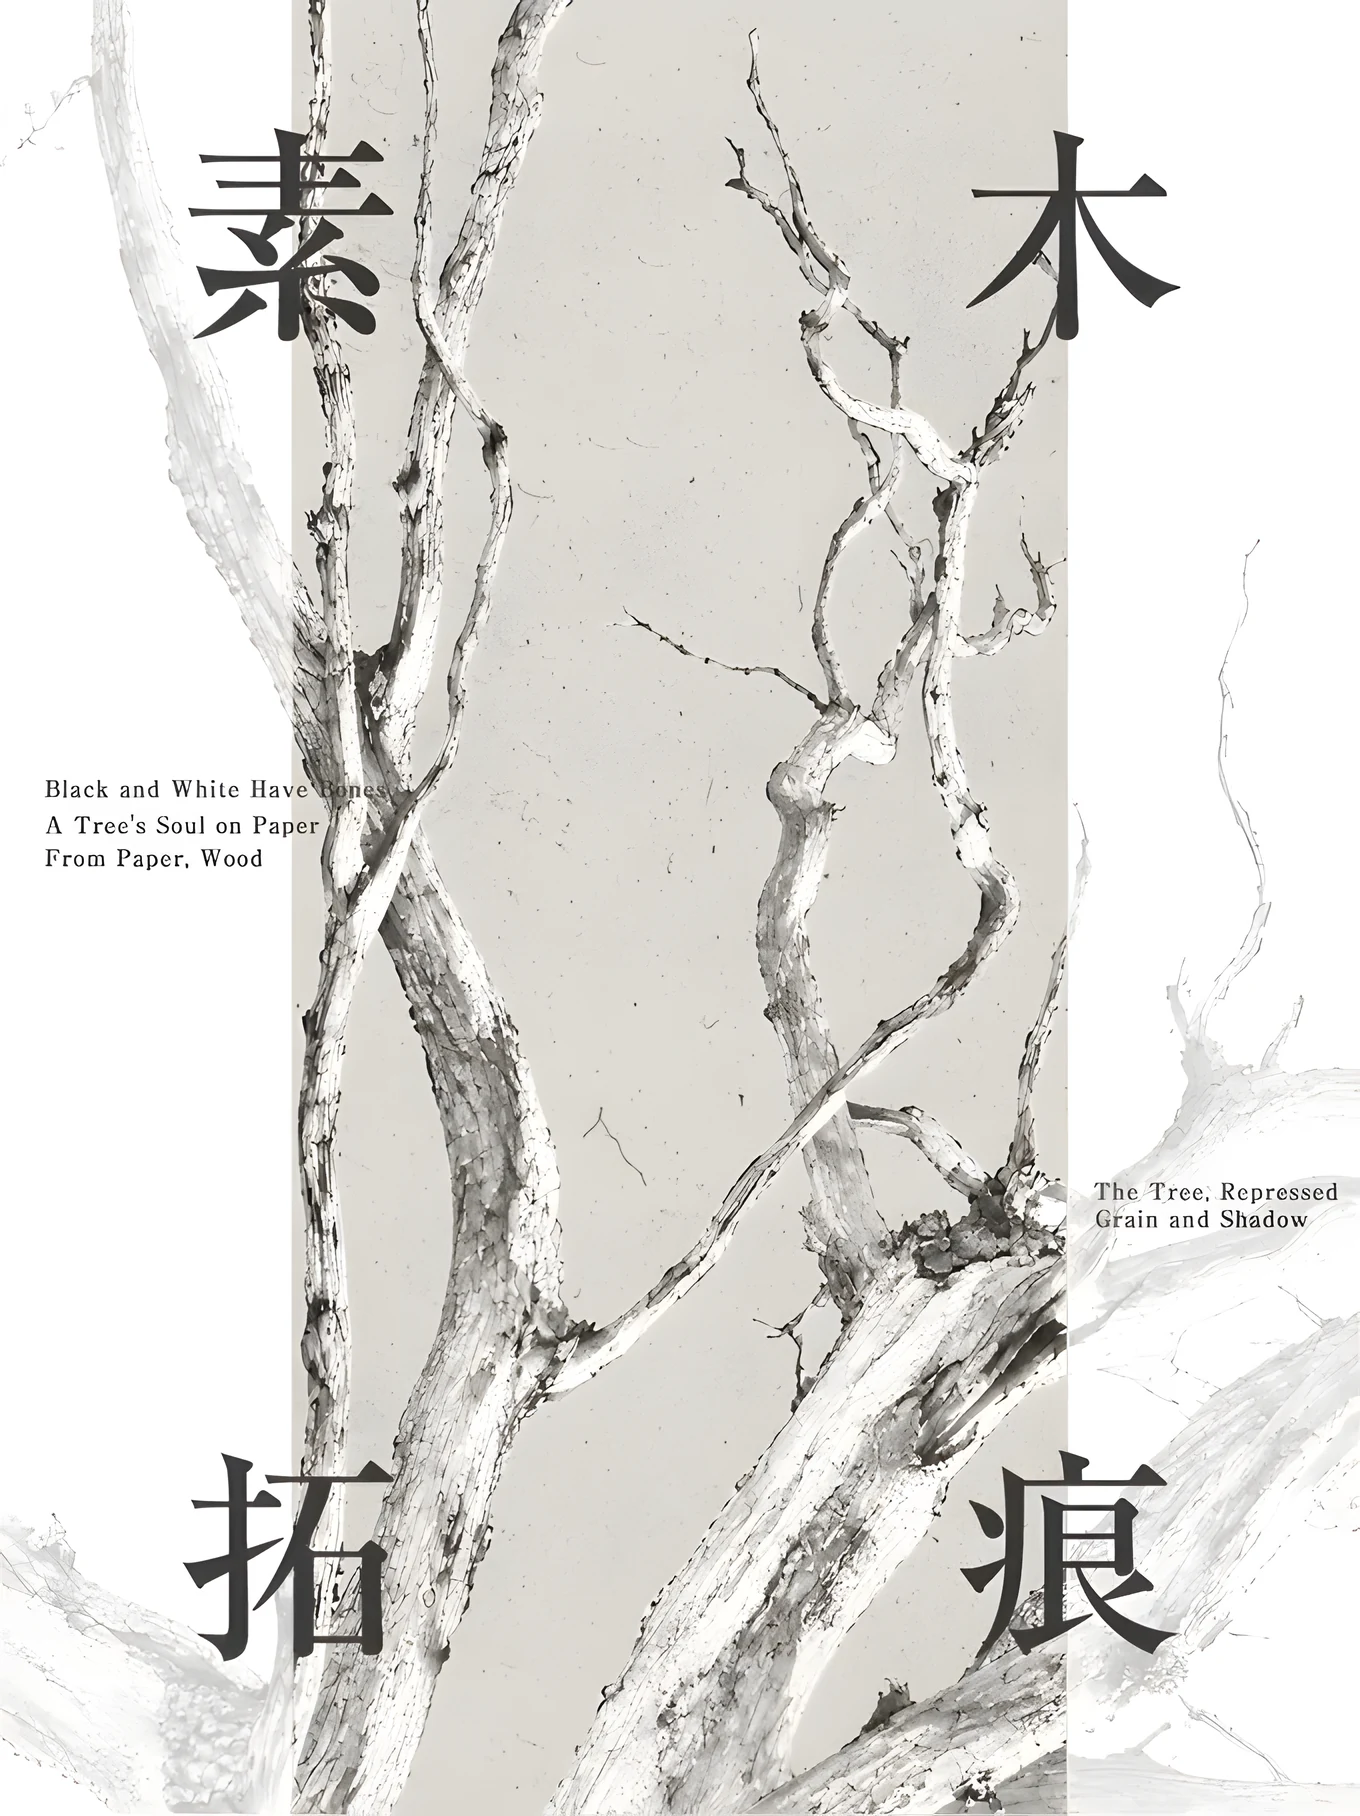 素 木
Black and White Have Bones
A Tree's Soul on Paper
From Paper, Wood
The Tree, Repressed
Grain and Shadow
拓 痕